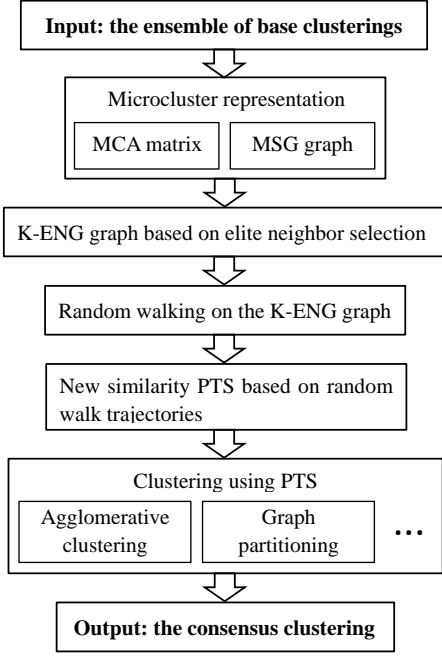 Input: the ensemble of base clusterings
Microcluster representation
MCA matrix
MSG graph
K-ENG graph based on elite neighbor selection
Random walking on the K-ENG graph
New similarity PTS based on random
walk trajectories
Clustering using PTS
Agglomerative
clustering
Graph
partitioning
...
Output: the consensus clustering